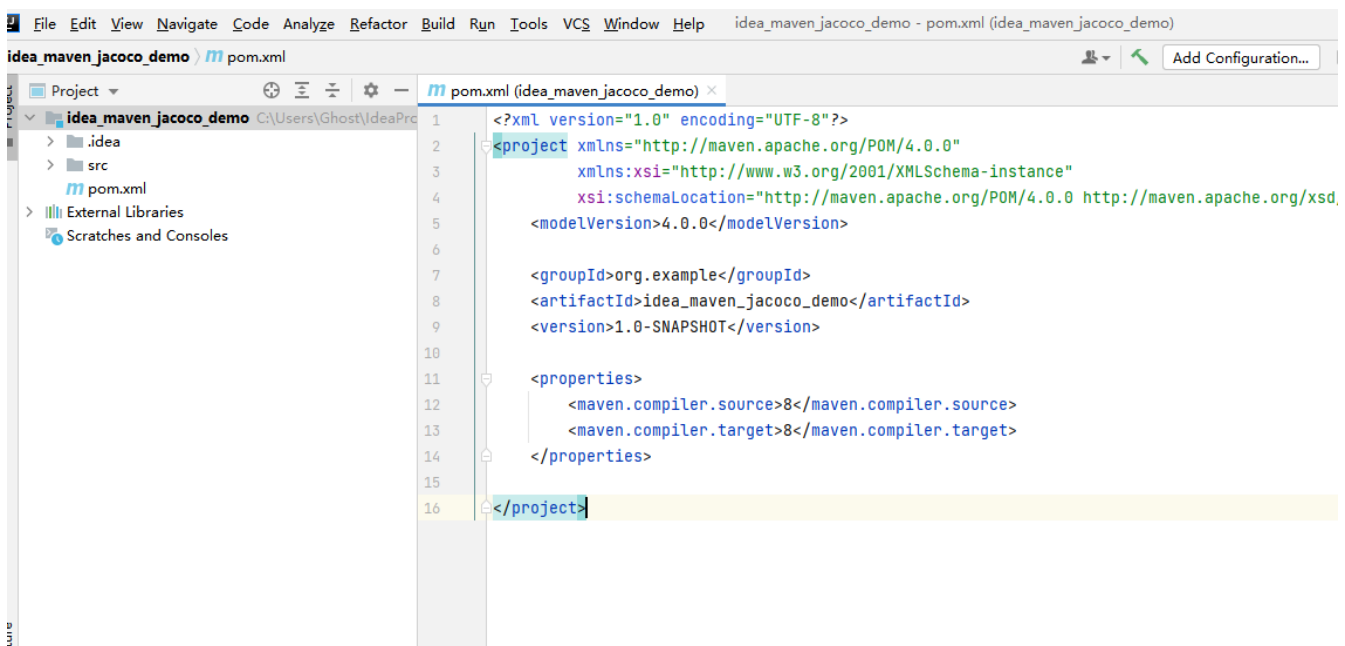 File Edit View Navigate Code Analyze Refactor Build Run Tools VCS Window Help idea_maven_jacoco_demo - pom.xml (idea_maven_jacoco_demo)
idea_maven_jacoco_demo pom.xml Add Configuration...
Project
pom.xml (idea_maven_jacoco_demo)
idea_maven_jacoco_demo C:\Users\Ghost\IdeaPrc
.idea
src
pom.xml
External Libraries
Scratches and Consoles
1 <?xml version="1.0" encoding="UTF-8"?>
2 <project xmlns="http://maven.apache.org/POM/4.0.0"
3 xmlns:xsi="http://www.w3.org/2001/XMLSchema-instance"
4 xsi:schemaLocation="http://maven.apache.org/POM/4.0.0 http://maven.apache.org/xsd
5 <modelVersion>4.0.0</modelVersion>
6
7 <groupId>org.example</groupId>
8 <artifactId>idea_maven_jacoco_demo</artifactId>
9 <version>1.0-SNAPSHOT</version>
10
11 <properties>
12 <maven.compiler.source>8</maven.compiler.source>
13 <maven.compiler.target>8</maven.compiler.target>
14 </properties>
15
16 </project>